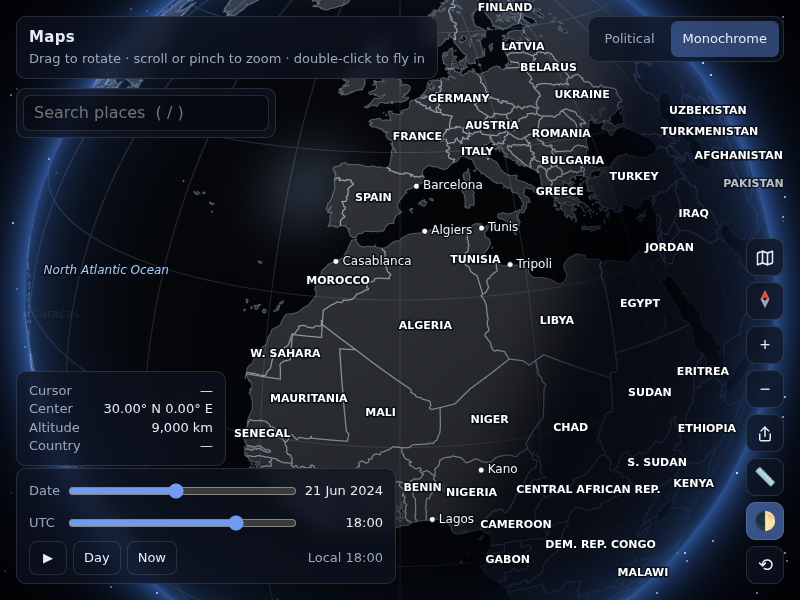 Maps
Drag to rotate · scroll or pinch to zoom · double-click to fly in
Political
Monochrome
Search places ( / )
FINLAND
LATVIA
BELARUS
GERMANY
UKRAINE
UZBEKISTAN
AUSTRIA
FRANCE
ROMANIA
TURKMENISTAN
ITALY
BULGARIA
AFGHANISTAN
TURKEY
PAKISTAN
Barcelona
SPAIN
GREECE
IRAQ
Algiers
Tunis
JORDAN
Casablanca
TUNISIA
Tripoli
North Atlantic Ocean
MOROCCO
EGYPT
Caracas
ALGERIA
LIBYA
W. SAHARA
ERITREA
MAURITANIA
MALI
NIGER
SUDAN
CHAD
ETHIOPIA
SENEGAL
S. SUDAN
Kano
KENYA
BENIN
NIGERIA
CENTRAL AFRICAN REP.
Lagos
CAMEROON
DEM. REP. CONGO
GABON
MALAWI
Cursor —
Center 30.00° N 0.00° E
Altitude 9,000 km
Country —
Date 21 Jun 2024
UTC 18:00
▶ Day Now Local 18:00
+
−
⟲